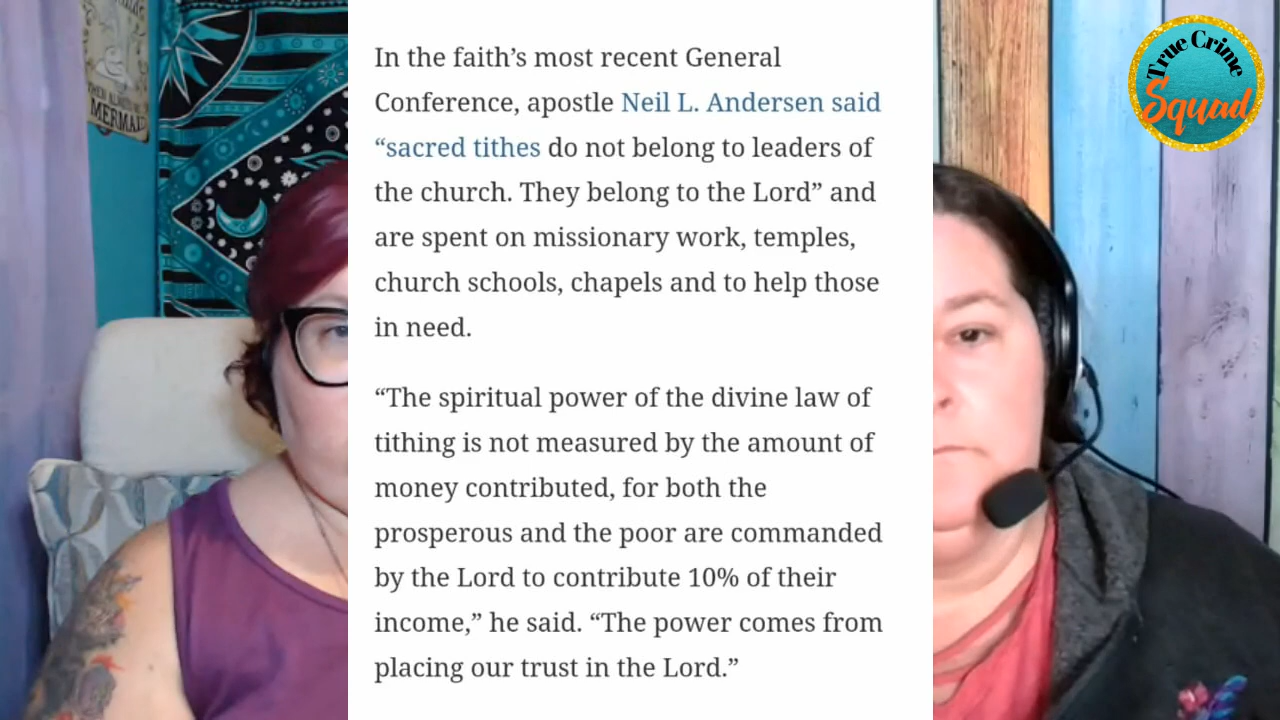 In the faith’s most recent General
Conference, apostle Neil L. Andersen said
“sacred tithes do not belong to leaders of
the church. They belong to the Lord” and
are spent on missionary work, temples,
church schools, chapels and to help those
in need.
“The spiritual power of the divine law of
tithing is not measured by the amount of
money contributed, for both the
prosperous and the poor are commanded
by the Lord to contribute 10% of their
income,” he said. “The power comes from
placing our trust in the Lord.”
True Crime
Squad
MERMAID